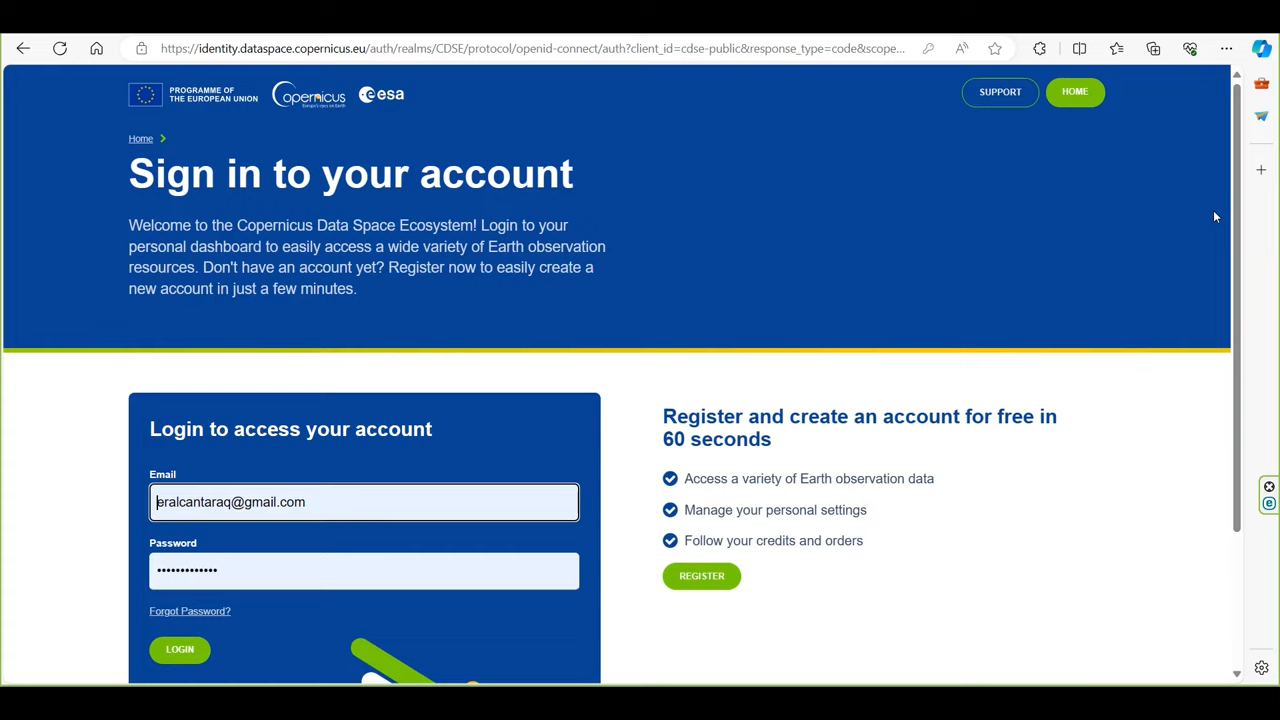 https://identity.dataspace.copernicus.eu/auth/realms/CDSE/protocol/openid-connect/auth?client_id=cdse-public&response_type=code&scope...
PROGRAMME OF
THE EUROPEAN UNION
opernicus
Europe's eyes on Earth
esa
SUPPORT
HOME
Home
Sign in to your account
Welcome to the Copernicus Data Space Ecosystem! Login to your
personal dashboard to easily access a wide variety of Earth observation
resources. Don't have an account yet? Register now to easily create a
new account in just a few minutes.
Login to access your account
Email
eralcantaraq@gmail.com
Password
•••••••••••••
Forgot Password?
LOGIN
Register and create an account for free in
60 seconds
Access a variety of Earth observation data
Manage your personal settings
Follow your credits and orders
REGISTER